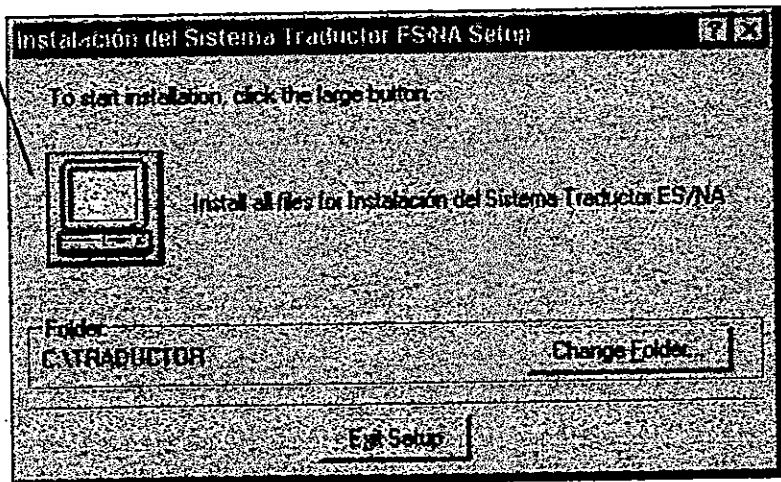 Instalación del Sistema Traductor ES/NA Setup
To start installation, click the large button.
Install all files for Instalación del Sistema Traductor ES/NA
Folder:
C:\TRADUCTOR
Change Folder...
Exit Setup